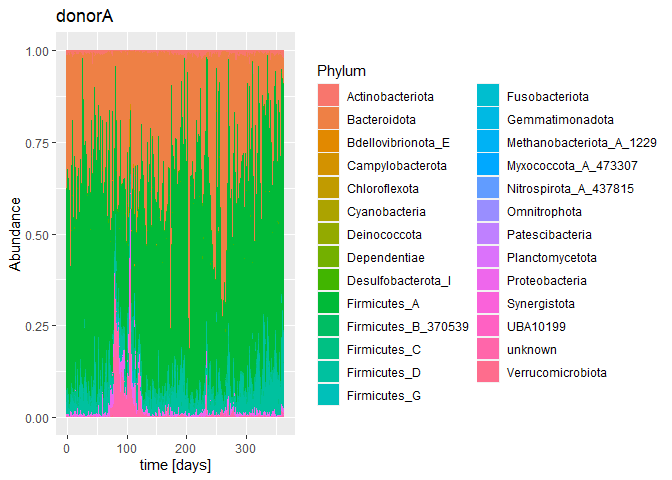 donorA
1.00
0.75
0.50
0.25
0.00
Abundance
0
100
200
300
time [days]
Phylum
Actinobacteriota
Bacteroidota
Bdellovibrionota_E
Campylobacterota
Chloroflexota
Cyanobacteria
Deinococcota
Dependentiae
Desulfobacterota_I
Firmicutes_A
Firmicutes_B_370539
Firmicutes_C
Firmicutes_D
Firmicutes_G
Fusobacteriota
Gemmatimonadota
Methanobacteriota_A_1229
Myxococcota_A_473307
Nitrospirota_A_437815
Omnitrophota
Patescibacteria
Planctomycetota
Proteobacteria
Synergistota
UBA10199
unknown
Verrucomicrobiota